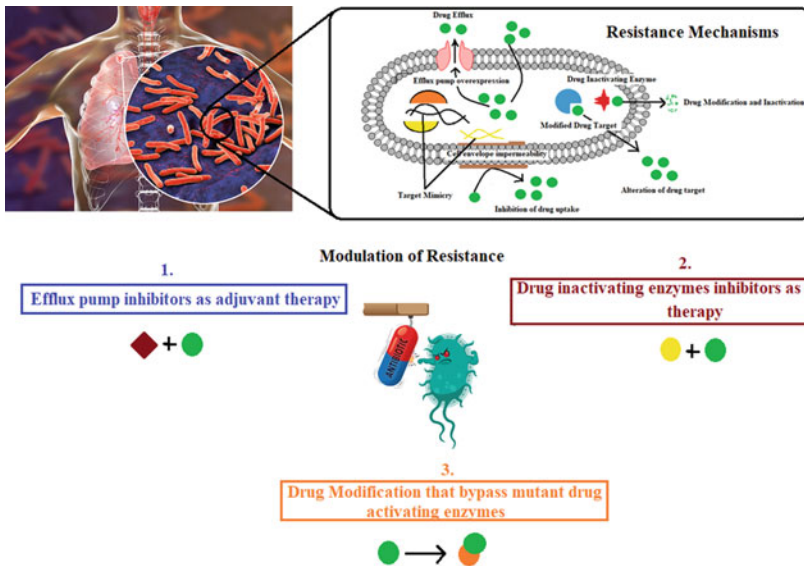 Resistance Mechanisms
Drug Efflux
Efflux pump overexpression
Drug Inactivating Enzyme
Drug Modification and Inactivation
Modified Drug Target
Cell envelope impermeability
Target Mimicry
Inhibition of drug uptake
Alteration of drug target
Modulation of Resistance
1.
Efflux pump inhibitors as adjuvant therapy
2.
Drug inactivating enzymes inhibitors as
therapy
ANTIBIOTIC
3.
Drug Modification that bypass mutant drug
activating enzymes